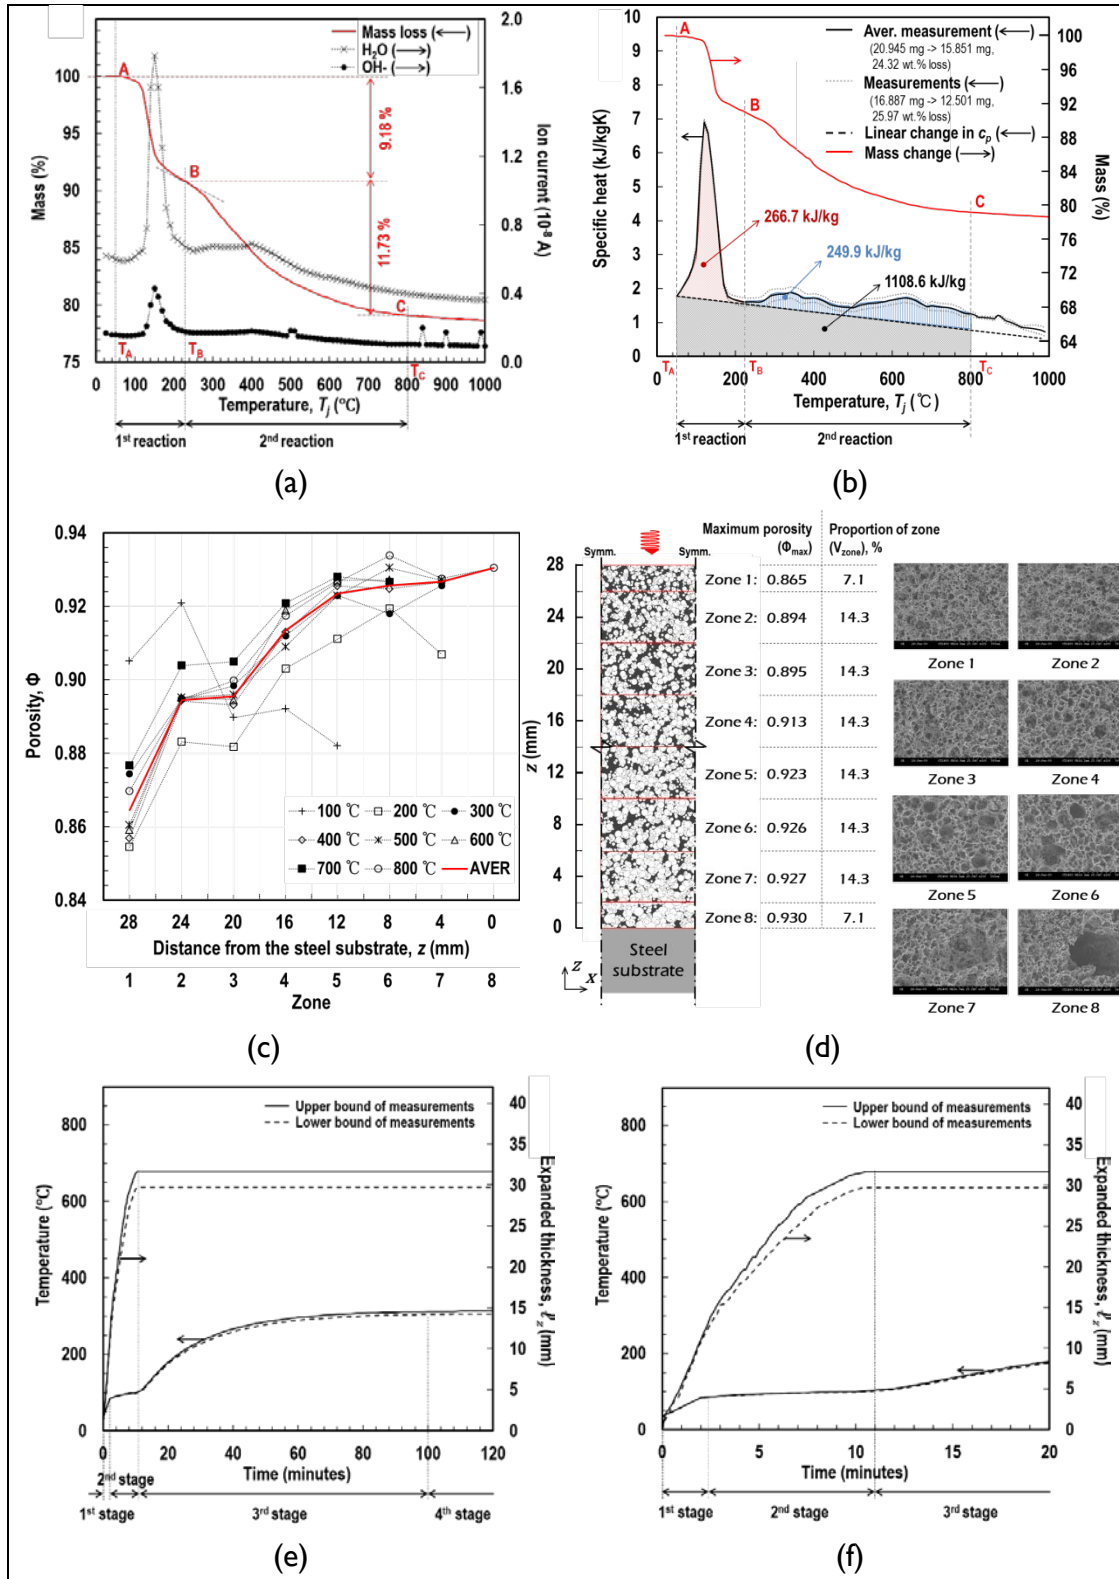 Mass loss (←)
H₂O (→)
OH- (→)
Mass (%)
100
95
90
85
80
75
2.0
1.6
1.2
0.8
0.4
0.0
Ion current (10⁻⁸ A)
A
B
C
9.18 %
11.73 %
T_A
T_B
T_C
0 100 200 300 400 500 600 700 800 900 1000
Temperature, T_j (°C)
1st reaction
2nd reaction
(a)
Aver. measurement (←)
(20.945 mg -> 15.851 mg,
24.32 wt.% loss)
Measurements (←)
(16.887 mg -> 12.501 mg,
25.97 wt.% loss)
Linear change in c_p (←)
Mass change (→)
Specific heat (kJ/kgK)
10
9
8
7
6
5
4
3
2
1
0
100
96
92
88
84
80
76
72
68
64
Mass (%)
A
B
C
266.7 kJ/kg
249.9 kJ/kg
1108.6 kJ/kg
T_A
T_B
T_C
0 200 400 600 800 1000
Temperature, T_j (℃)
1st reaction
2nd reaction
(b)
Porosity, Φ
0.94
0.92
0.90
0.88
0.86
0.84
100 ℃
200 ℃
300 ℃
400 ℃
500 ℃
600 ℃
700 ℃
800 ℃
AVER
28 24 20 16 12 8 4 0
Distance from the steel substrate, z (mm)
1 2 3 4 5 6 7 8
Zone
(c)
Maximum porosity
(Φmax)
Proportion of zone
(Vzone), %
Symm.
Symm.
z (mm)
28
24
20
16
12
8
4
0
Zone 1: 0.865 7.1
Zone 2: 0.894 14.3
Zone 3: 0.895 14.3
Zone 4: 0.913 14.3
Zone 5: 0.923 14.3
Zone 6: 0.926 14.3
Zone 7: 0.927 14.3
Zone 8: 0.930 7.1
Steel
substrate
z
x
Zone 1
Zone 2
Zone 3
Zone 4
Zone 5
Zone 6
Zone 7
Zone 8
(d)
Upper bound of measurements
Lower bound of measurements
Temperature (°C)
800
600
400
200
0
40
35
30
25
20
15
10
5
0
Expanded thickness, ℓ'z (mm)
0 20 40 60 80 100 120
Time (minutes)
2nd stage
1st stage
3rd stage
4th stage
(e)
Upper bound of measurements
Lower bound of measurements
Temperature (°C)
800
600
400
200
0
40
35
30
25
20
15
10
5
0
Expanded thickness, ℓ'z (mm)
0 5 10 15 20
Time (minutes)
1st stage
2nd stage
3rd stage
(f)